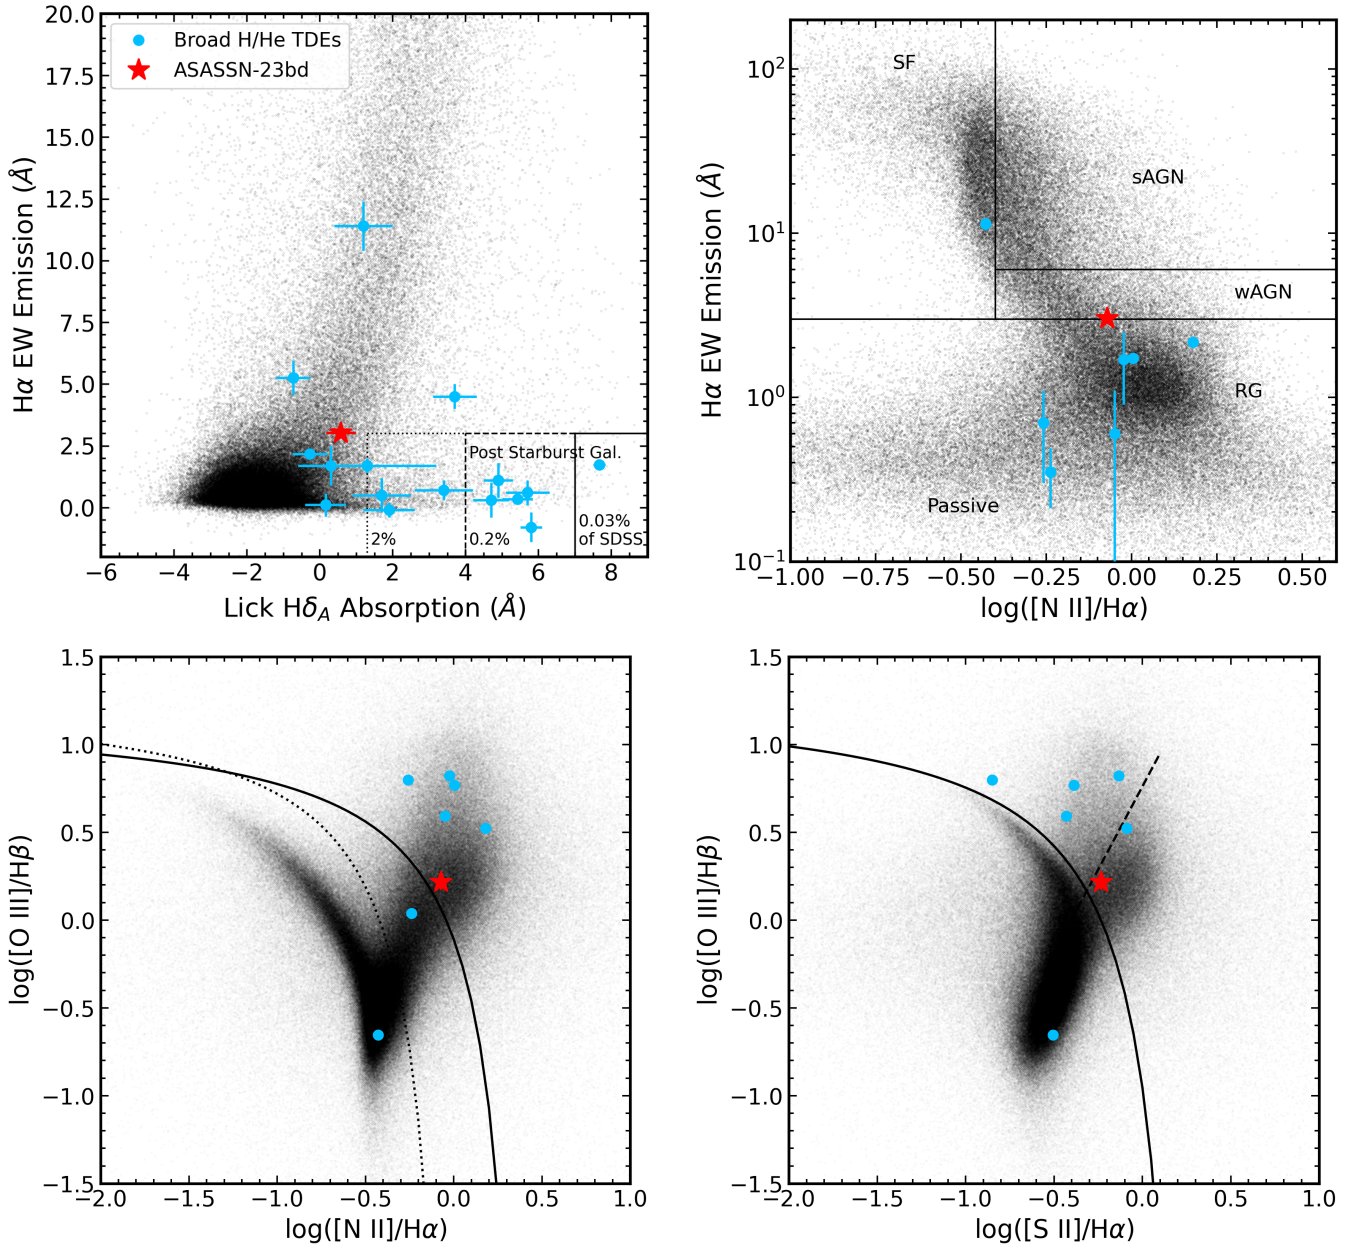 20.0
17.5
15.0
12.5
10.0
7.5
5.0
2.5
0.0
Hα EW Emission (Å)
Broad H/He TDEs
ASASSN-23bd
Post Starburst Gal.
2%
0.2%
0.03%
of SDSS
−6 −4 −2 0 2 4 6 8
Lick Hδ_A Absorption (Å)
10²
10¹
10⁰
10⁻¹
Hα EW Emission (Å)
SF
sAGN
wAGN
RG
Passive
−1.00 −0.75 −0.50 −0.25 0.00 0.25 0.50
log([N II]/Hα)
1.5
1.0
0.5
0.0
−0.5
−1.0
−1.5
log([O III]/Hβ)
−2.0 −1.5 −1.0 −0.5 0.0 0.5 1.0
log([N II]/Hα)
1.5
1.0
0.5
0.0
−0.5
−1.0
−1.5
log([O III]/Hβ)
−2.0 −1.5 −1.0 −0.5 0.0 0.5 1.0
log([S II]/Hα)